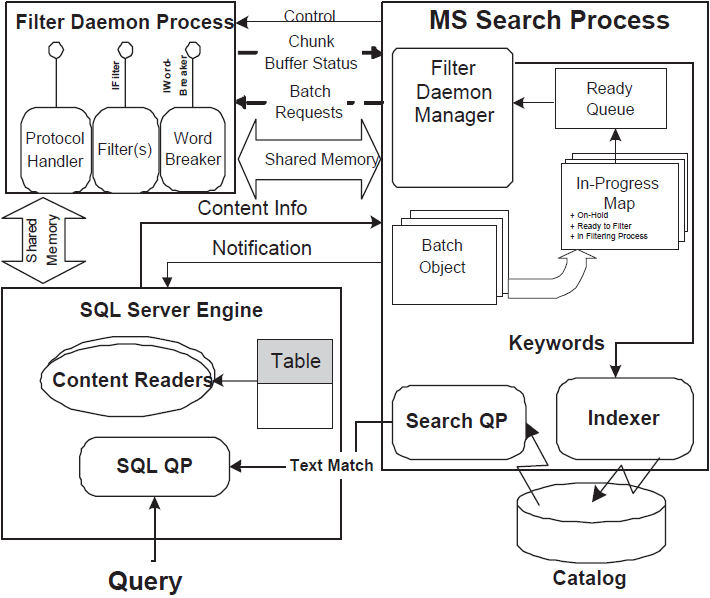 Filter Daemon Process
IFilter
IWord-
Breaker
Protocol
Handler
Filter(s)
Word
Breaker
Control
Chunk
Buffer Status
Batch
Requests
Shared Memory
MS Search Process
Filter
Daemon
Manager
Ready
Queue
In-Progress
Map
+ On-Hold
+ Ready to Filter
+ In Filtering Process
Batch
Object
Shared
Memory
Content Info
Notification
SQL Server Engine
Content Readers
Table
SQL QP
Text Match
Keywords
Search QP
Indexer
Query
Catalog